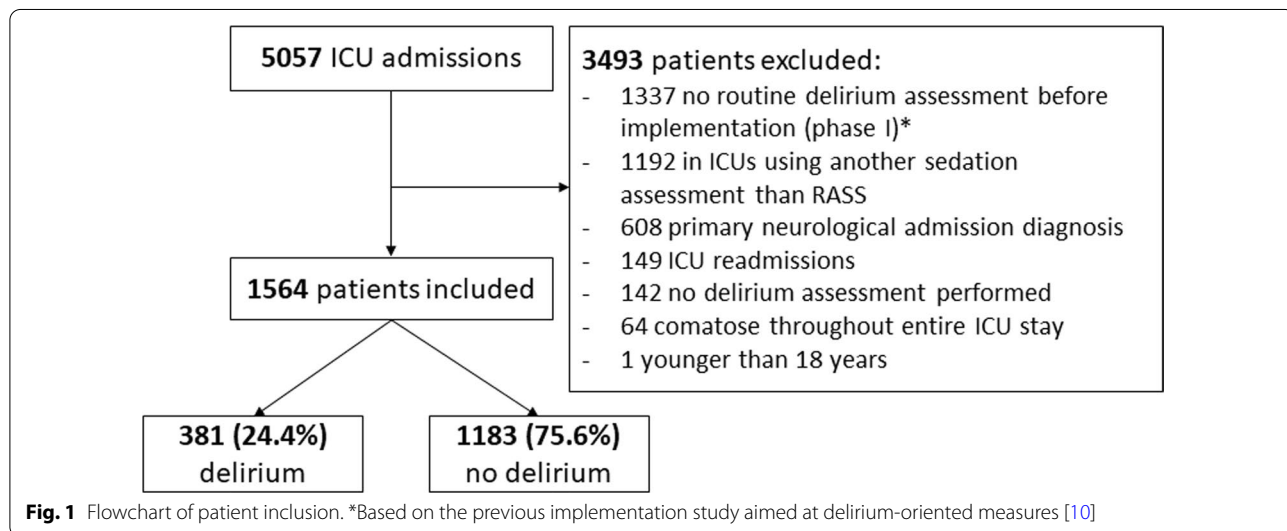 5057 ICU admissions
3493 patients excluded:
- 1337 no routine delirium assessment before
implementation (phase I)*
- 1192 in ICUs using another sedation
assessment than RASS
- 608 primary neurological admission diagnosis
- 149 ICU readmissions
- 142 no delirium assessment performed
- 64 comatose throughout entire ICU stay
- 1 younger than 18 years
1564 patients included
381 (24.4%)
delirium
1183 (75.6%)
no delirium
Fig. 1 Flowchart of patient inclusion. *Based on the previous implementation study aimed at delirium-oriented measures [10]